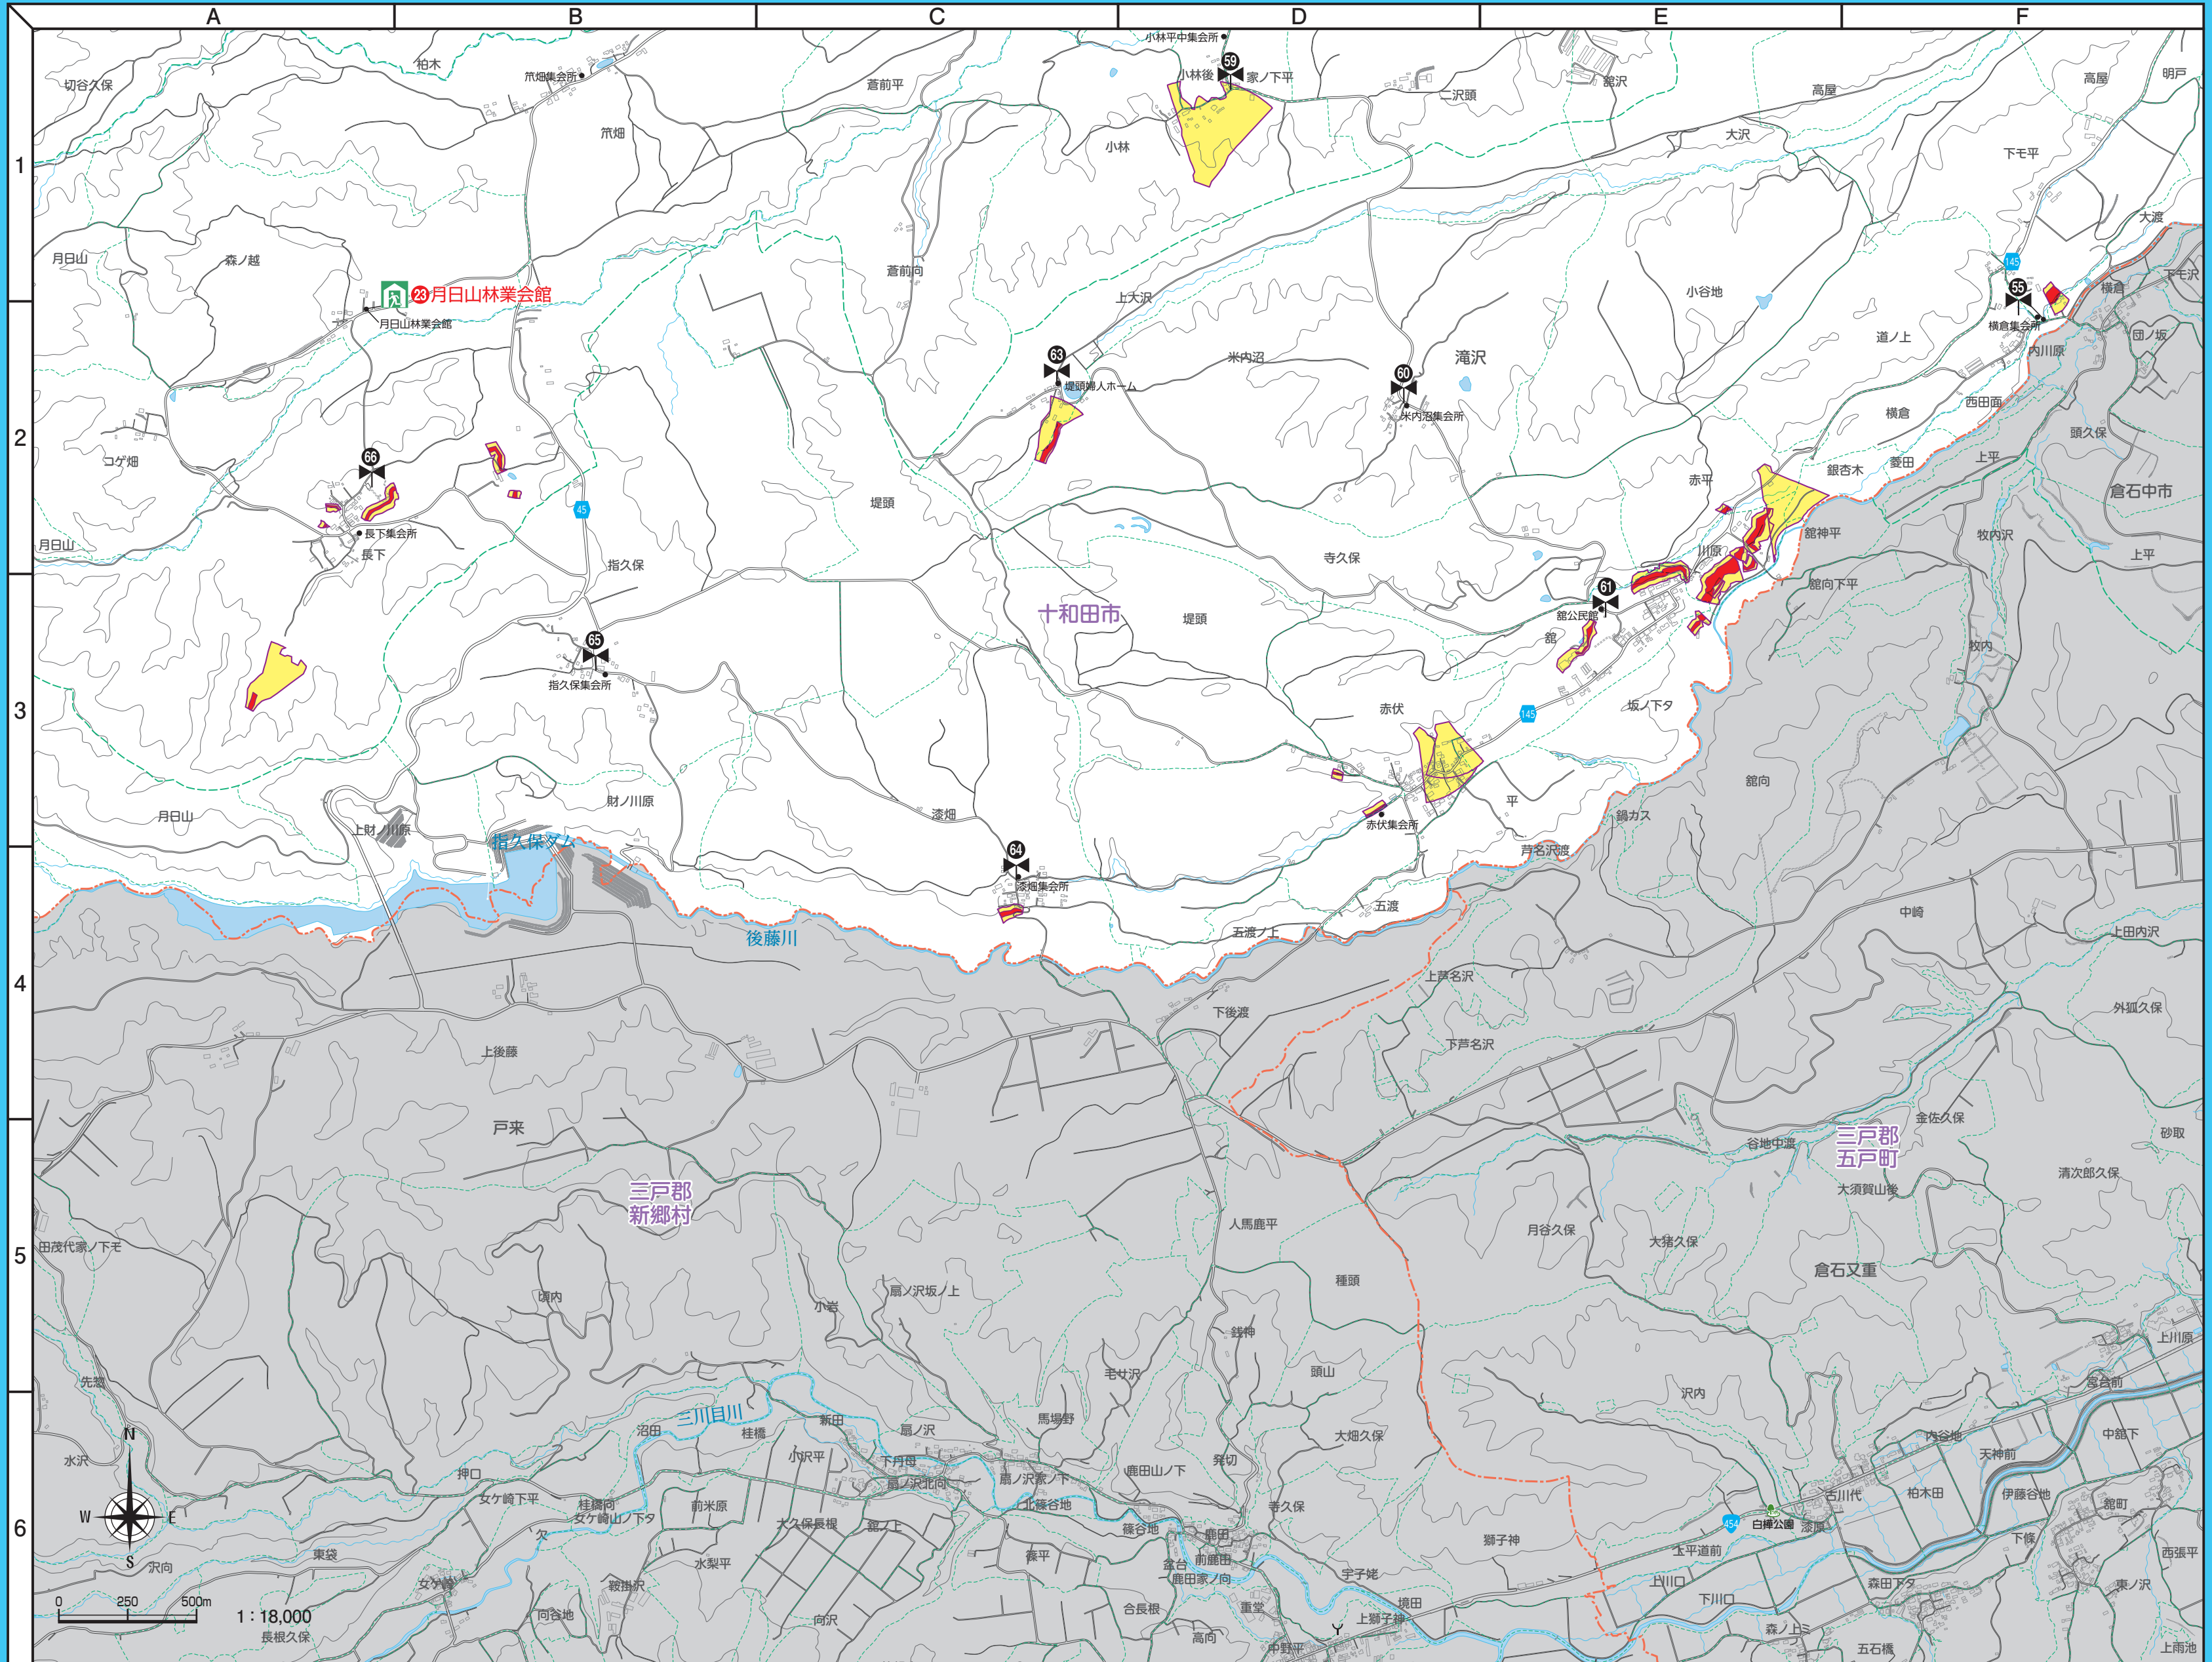 A
B
C
D
E
F
1
2
3
4
5
6
切谷久保
柏木
笊畑集会所
笊畑
蒼前平
小林平中集会所
59
小林後
家ノ下平
小林
二沢頭
舘沢
高屋
高屋
明戸
大沢
下モ平
大渡
月日山
森ノ越
蒼前向
上大沢
小谷地
145
下モ沢
横倉
55
横倉集会所
団ノ坂
内川原
道ノ上
23月日山林業会館
月日山林業会館
63
堤頭婦人ホーム
米内沼
60
米内沼集会所
滝沢
横倉
西田面
頭久保
コゲ畑
66
長下集会所
長下
月日山
45
堤頭
赤平
銀杏木
菱田
上平
倉石中市
川原
舘神平
牧内沢
上平
指久保
寺久保
舘向下平
61
舘公民館
舘
十和田市
堤頭
牧内
65
指久保集会所
赤伏
145
坂ノ下タ
舘向
月日山
上財ノ川原
財ノ川原
漆畑
平
赤伏集会所
鍋カス
指久保ダム
64
漆畑集会所
芦名沢渡
五渡
五渡ノ上
中崎
後藤川
上田内沢
上芦名沢
下後渡
外狐久保
上後藤
下芦名沢
戸来
金佐久保
谷地中渡
三戸郡
五戸町
砂取
清次郎久保
三戸郡
新郷村
大須賀山後
人馬鹿平
月谷久保
大猪久保
田茂代家ノ下モ
倉石又重
種頭
扇ノ沢坂ノ上
頃内
小岩
銭神
上川原
先惣
毛サ沢
頭山
沢内
宮台前
三川目川
沼田
桂橋
新田
扇ノ沢
馬場野
大畑久保
内谷地
天神前
中舘下
水沢
押口
小沢平
下丹母
扇ノ沢北向
扇ノ沢家ノ下
鹿田山ノ下
発切
女ケ崎下平
桂橋向
女ケ崎山ノ下タ
前米原
北篠谷地
寺久保
古川代
柏木田
伊藤谷地
舘町
454
白樺公園
漆原
大久保長根
舘ノ上
篠谷地
鹿田
獅子神
下條
欠
東袋
沢向
水梨平
篠平
盆台
前鹿田
鹿田家ノ向
上平道前
西張平
女ケ崎
鞍掛沢
宇子姥
上川口
森田下タ
東ノ沢
向谷地
向沢
合長根
重堂
境田
上獅子神
下川口
高向
中野平
森ノ上ミ
五石橋
上雨池
N
W
E
S
0 250 500m
1:18,000
長根久保